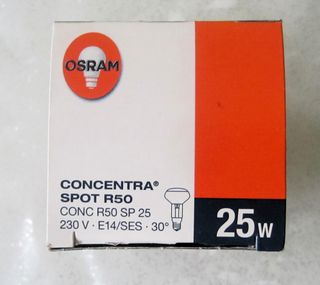 OSRAM
CONCENTRA®
SPOT R50
CONC R50 SP 25
230 V · E14/SES · 30°
25W